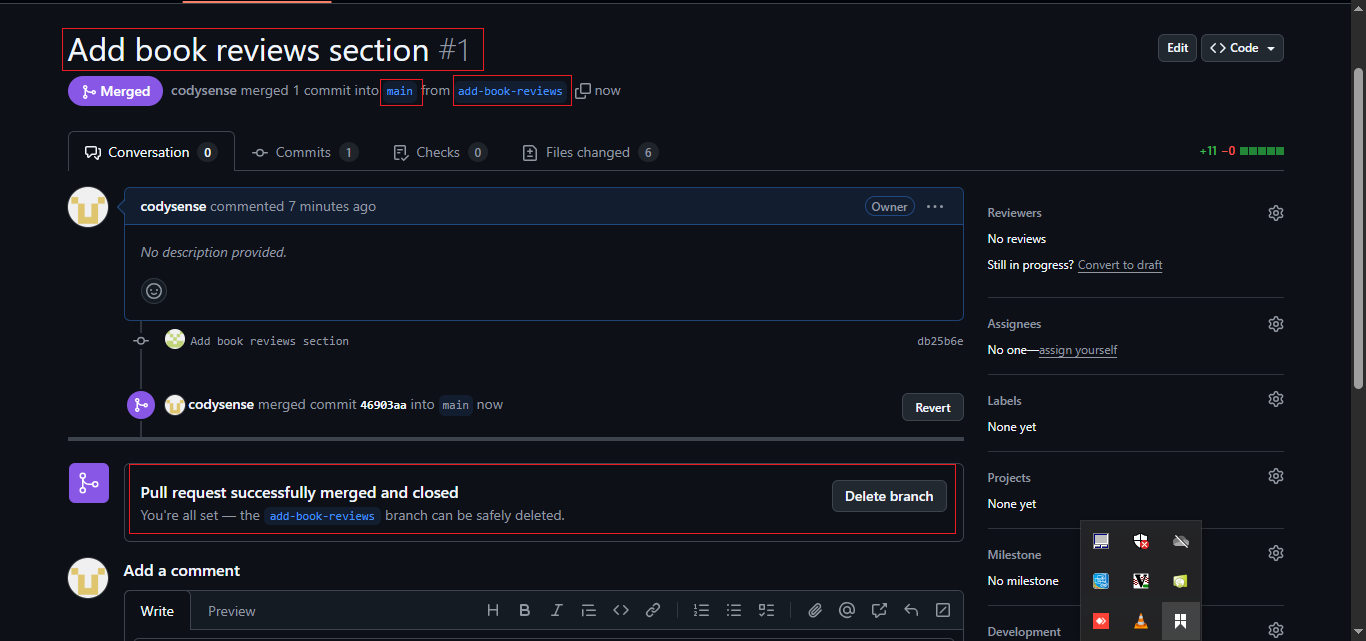 Add book reviews section #1
Edit
Code
Merged codysense merged 1 commit into main from add-book-reviews now
Conversation 0 Commits 1 Checks 0 Files changed 6
+11 −0
codysense commented 7 minutes ago Owner
No description provided.
Add book reviews section db25b6e
codysense merged commit 46903aa into main now Revert
Pull request successfully merged and closed
You're all set — the add-book-reviews branch can be safely deleted.
Delete branch
Add a comment
Write Preview
Reviewers
No reviews
Still in progress? Convert to draft
Assignees
No one—assign yourself
Labels
None yet
Projects
None yet
Milestone
No milestone
Development